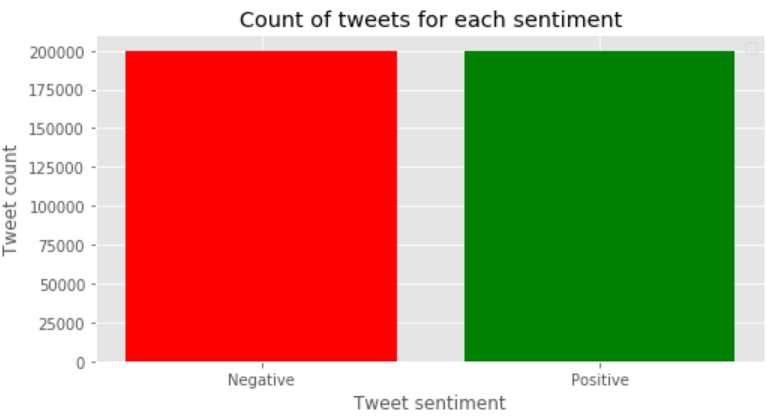 Count of tweets for each sentiment
200000
175000
150000
125000
100000
75000
50000
25000
0
Tweet count
Negative Positive
Tweet sentiment